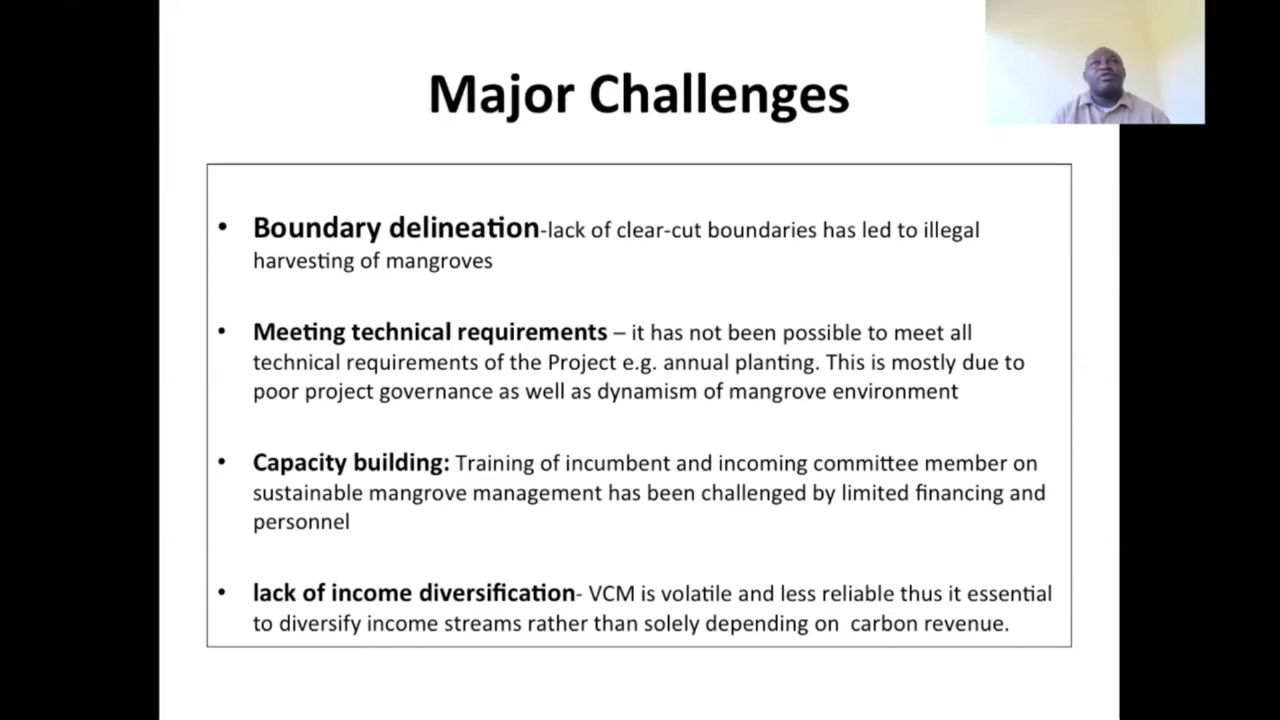 Major Challenges
• Boundary delineation-lack of clear-cut boundaries has led to illegal
harvesting of mangroves
• Meeting technical requirements – it has not been possible to meet all
technical requirements of the Project e.g. annual planting. This is mostly due to
poor project governance as well as dynamism of mangrove environment
• Capacity building: Training of incumbent and incoming committee member on
sustainable mangrove management has been challenged by limited financing and
personnel
• lack of income diversification- VCM is volatile and less reliable thus it essential
to diversify income streams rather than solely depending on  carbon revenue.